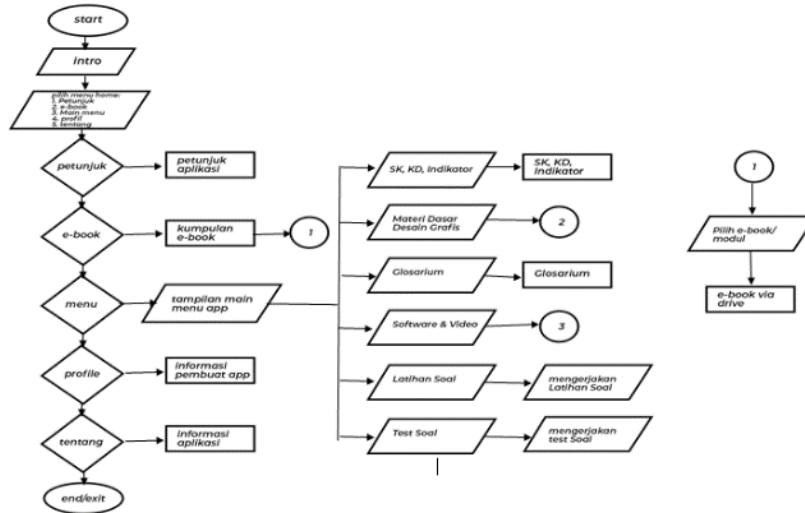 start
intro
pilih menu home:
1. Petunjuk
2. e-book
3. Main menu
4. profil
5. tentang
petunjuk
petunjuk
aplikasi
e-book
kumpulan
e-book
1
menu
tampilan main
menu app
profile
informasi
pembuat app
tentang
informasi
aplikasi
end/exit
SK, KD, Indikator
SK, KD,
Indikator
Materi Dasar
Desain Grafis
2
Glosarium
Glosarium
Software & Video
3
Latihan Soal
mengerjakan
Latihan Soal
Test Soal
mengerjakan
test Soal
1
Pilih e-book/
modul
e-book via
drive